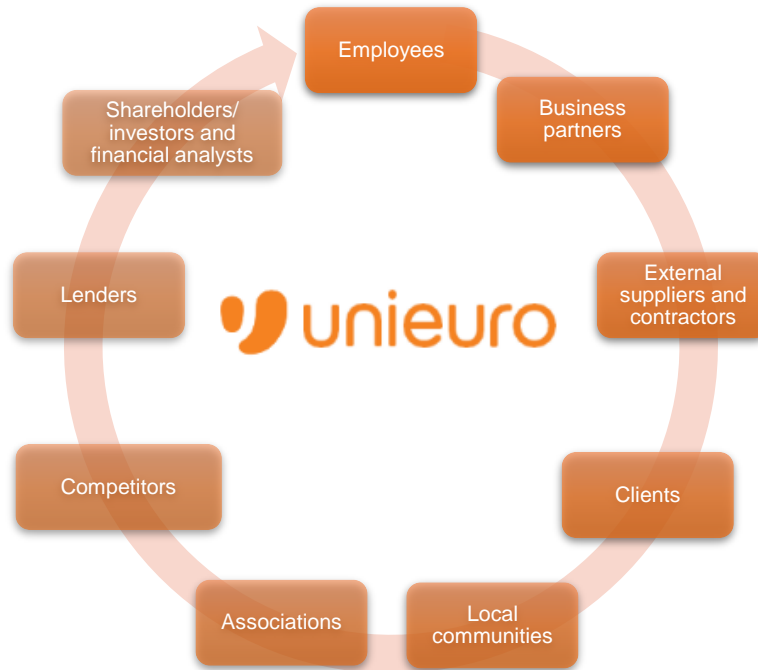 Employees
Business
partners
External
suppliers and
contractors
Clients
Local
communities
Associations
Competitors
Lenders
Shareholders/
investors and
financial analysts
unieuro